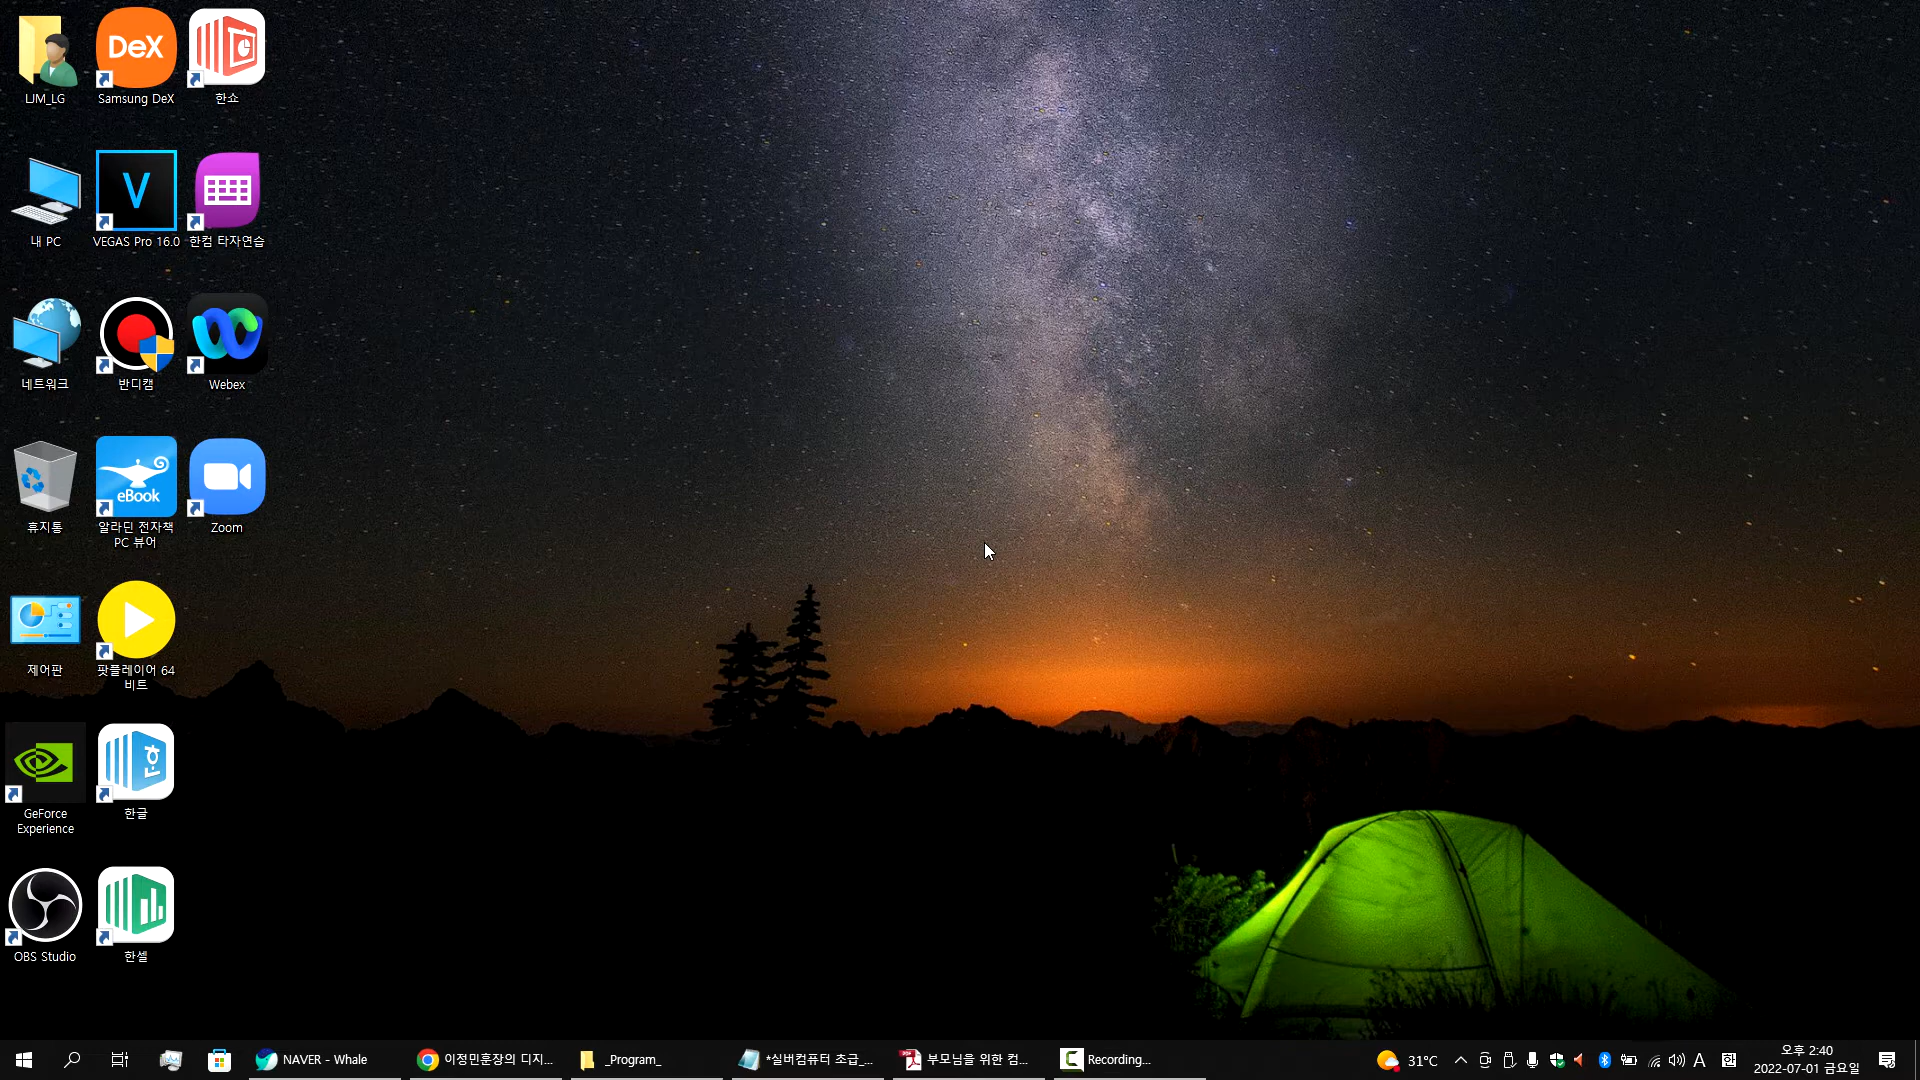 LJM_LG
DeX
Samsung DeX
한쇼
내 PC
V
VEGAS Pro 16.0
한컴 타자연습
네트워크
반디캠
Webex
휴지통
eBook
알라딘 전자책
PC 뷰어
Zoom
제어판
팟플레이어 64
비트
GeForce
Experience
한
한글
OBS Studio
한셀
NAVER - Whale
이정민훈장의 디지...
_Program_
*실버컴퓨터 초급_...
부모님을 위한 컴...
Recording...
31°C
A
한
오후 2:40
2022-07-01 금요일